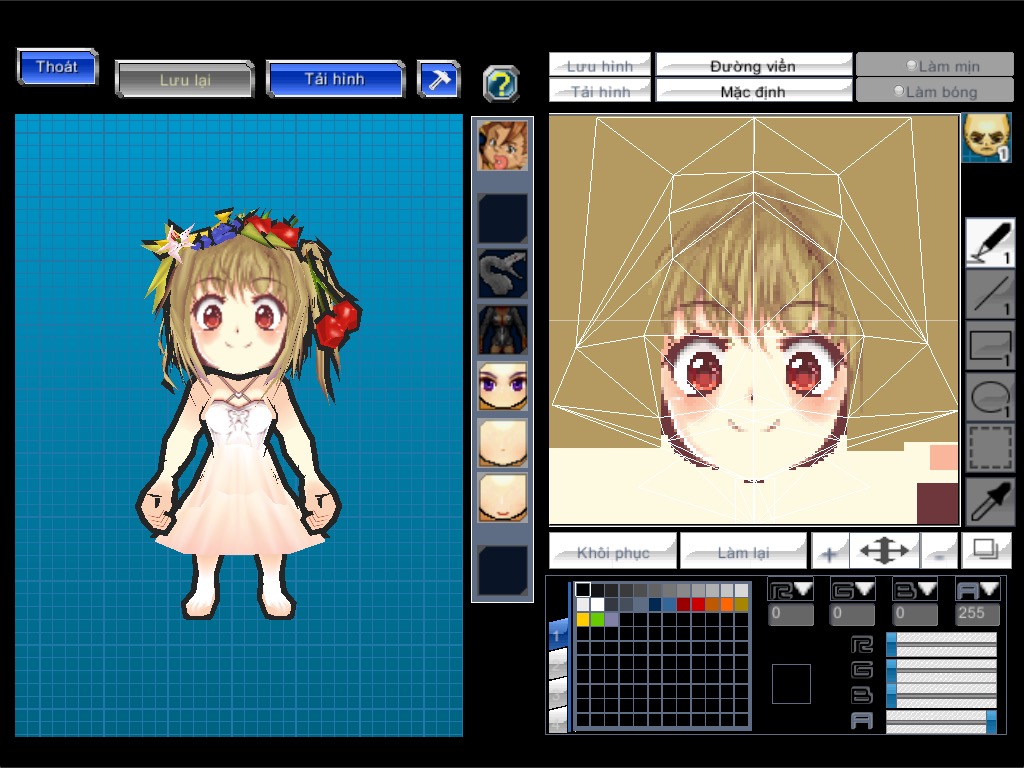 Thoát
Lưu lại
Tải hình
?
Lưu hình
Đường viền
Làm mịn
Tải hình
Mặc định
Làm bóng
1
1
1
1
1
Khôi phục
Làm lại
+
-
R
G
B
A
0
0
0
255
1
R
G
B
A